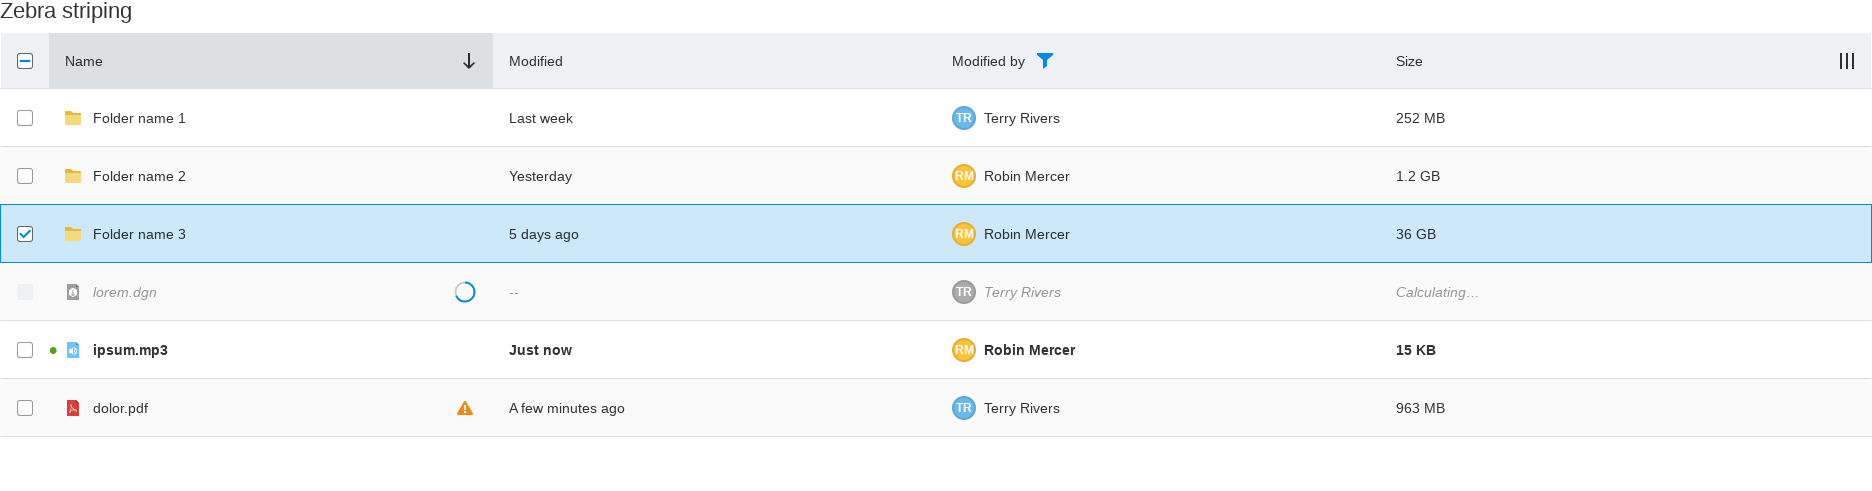 Zebra striping
Name Modified Modified by Size
Folder name 1 Last week TR Terry Rivers 252 MB
Folder name 2 Yesterday RM Robin Mercer 1.2 GB
Folder name 3 5 days ago RM Robin Mercer 36 GB
lorem.dgn -- TR Terry Rivers Calculating…
ipsum.mp3 Just now RM Robin Mercer 15 KB
dolor.pdf A few minutes ago TR Terry Rivers 963 MB